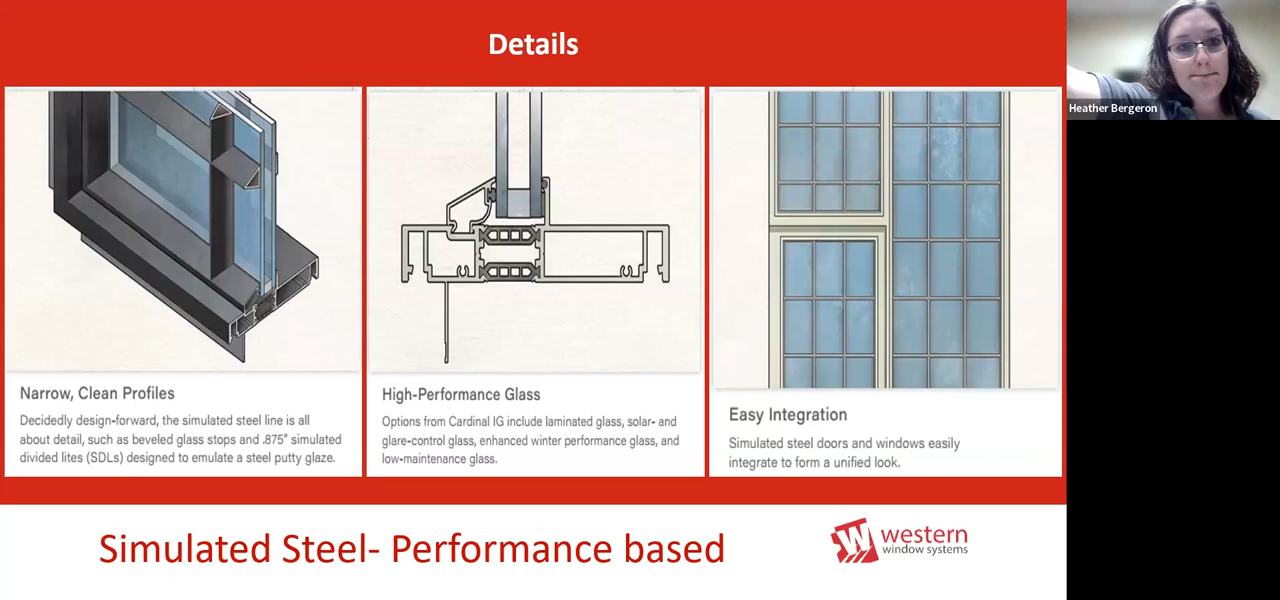 Details
Heather Bergeron
Narrow, Clean Profiles
Decidedly design-forward, the simulated steel line is all
about detail, such as beveled glass stops and .875" simulated
divided lites (SDLs) designed to emulate a steel putty glaze.
High-Performance Glass
Options from Cardinal IG include laminated glass, solar- and
glare-control glass, enhanced winter performance glass, and
low-maintenance glass.
Easy Integration
Simulated steel doors and windows easily
integrate to form a unified look.
Simulated Steel- Performance based
western
window systems